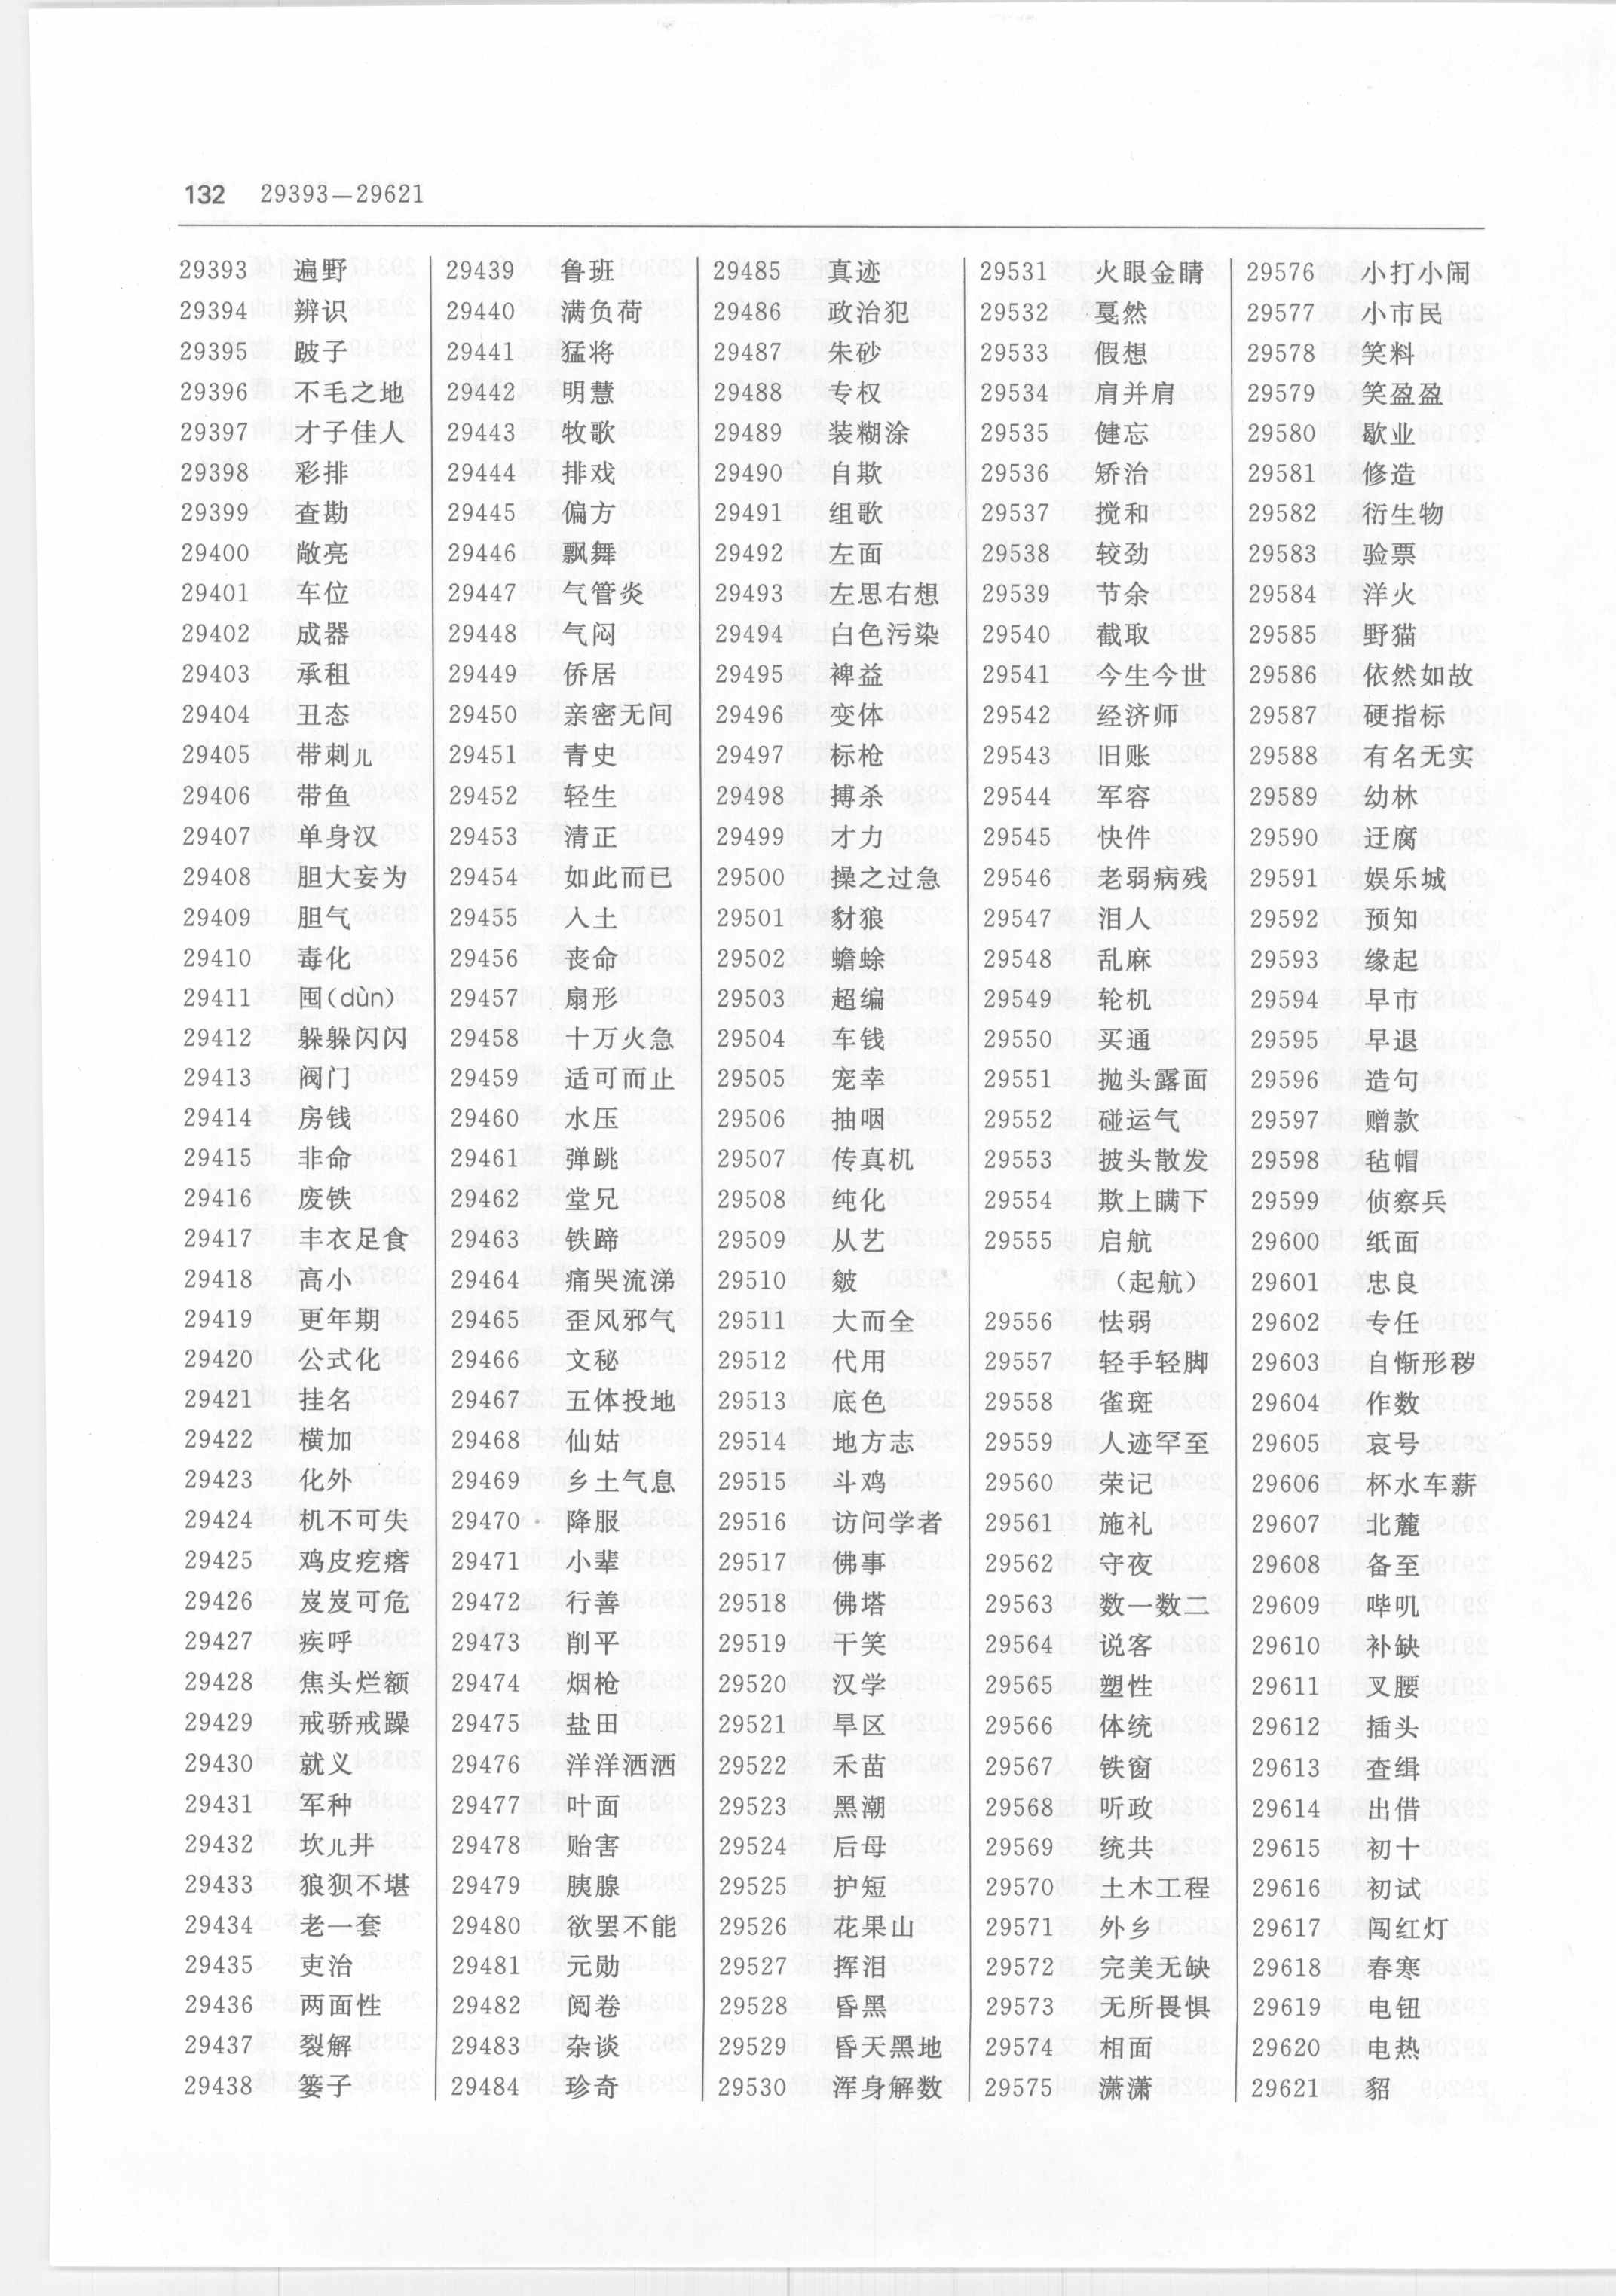 132 29393—29621
29393 遍野
29394 辨识
29395 跛子
29396 不毛之地
29397 才子佳人
29398 彩排
29399 查勘
29400 敞亮
29401 车位
29402 成器
29403 承租
29404 丑态
29405 带刺儿
29406 带鱼
29407 单身汉
29408 胆大妄为
29409 胆气
29410 毒化
29411 囤(dùn)
29412 躲躲闪闪
29413 阀门
29414 房钱
29415 非命
29416 废铁
29417 丰衣足食
29418 高小
29419 更年期
29420 公式化
29421 挂名
29422 横加
29423 化外
29424 机不可失
29425 鸡皮疙瘩
29426 岌岌可危
29427 疾呼
29428 焦头烂额
29429 戒骄戒躁
29430 就义
29431 军种
29432 坎儿井
29433 狼狈不堪
29434 老一套
29435 吏治
29436 两面性
29437 裂解
29438 篓子
29439 鲁班
29440 满负荷
29441 猛将
29442 明慧
29443 牧歌
29444 排戏
29445 偏方
29446 飘舞
29447 气管炎
29448 气闷
29449 侨居
29450 亲密无间
29451 青史
29452 轻生
29453 清正
29454 如此而已
29455 入土
29456 丧命
29457 扇形
29458 十万火急
29459 适可而止
29460 水压
29461 弹跳
29462 堂兄
29463 铁蹄
29464 痛哭流涕
29465 歪风邪气
29466 文秘
29467 五体投地
29468 仙姑
29469 乡土气息
29470 降服
29471 小辈
29472 行善
29473 削平
29474 烟枪
29475 盐田
29476 洋洋洒洒
29477 叶面
29478 贻害
29479 胰腺
29480 欲罢不能
29481 元勋
29482 阅卷
29483 杂谈
29484 珍奇
29485 真迹
29486 政治犯
29487 朱砂
29488 专权
29489 装糊涂
29490 自欺
29491 组歌
29492 左面
29493 左思右想
29494 白色污染
29495 裨益
29496 变体
29497 标枪
29498 搏杀
29499 才力
29500 操之过急
29501 豺狼
29502 蟾蜍
29503 超编
29504 车钱
29505 宠幸
29506 抽咽
29507 传真机
29508 纯化
29509 从艺
29510 皴
29511 大而全
29512 代用
29513 底色
29514 地方志
29515 斗鸡
29516 访问学者
29517 佛事
29518 佛塔
29519 干笑
29520 汉学
29521 旱区
29522 禾苗
29523 黑潮
29524 后母
29525 护短
29526 花果山
29527 挥泪
29528 昏黑
29529 昏天黑地
29530 浑身解数
29531 火眼金睛
29532 戛然
29533 假想
29534 肩并肩
29535 健忘
29536 矫治
29537 搅和
29538 较劲
29539 节余
29540 截取
29541 今生今世
29542 经济师
29543 旧账
29544 军容
29545 快件
29546 老弱病残
29547 泪人
29548 乱麻
29549 轮机
29550 买通
29551 抛头露面
29552 碰运气
29553 披头散发
29554 欺上瞒下
29555 启航
(起航)
29556 怯弱
29557 轻手轻脚
29558 雀斑
29559 人迹罕至
29560 荣记
29561 施礼
29562 守夜
29563 数一数二
29564 说客
29565 塑性
29566 体统
29567 铁窗
29568 听政
29569 统共
29570 土木工程
29571 外乡
29572 完美无缺
29573 无所畏惧
29574 相面
29575 潇潇
29576 小打小闹
29577 小市民
29578 笑料
29579 笑盈盈
29580 歇业
29581 修造
29582 衍生物
29583 验票
29584 洋火
29585 野猫
29586 依然如故
29587 硬指标
29588 有名无实
29589 幼林
29590 迂腐
29591 娱乐城
29592 预知
29593 缘起
29594 早市
29595 早退
29596 造句
29597 赠款
29598 毡帽
29599 侦察兵
29600 纸面
29601 忠良
29602 专任
29603 自惭形秽
29604 作数
29605 哀号
29606 杯水车薪
29607 北麓
29608 备至
29609 哔叽
29610 补缺
29611 叉腰
29612 插头
29613 查缉
29614 出借
29615 初十
29616 初试
29617 闯红灯
29618 春寒
29619 电钮
29620 电热
29621 貂